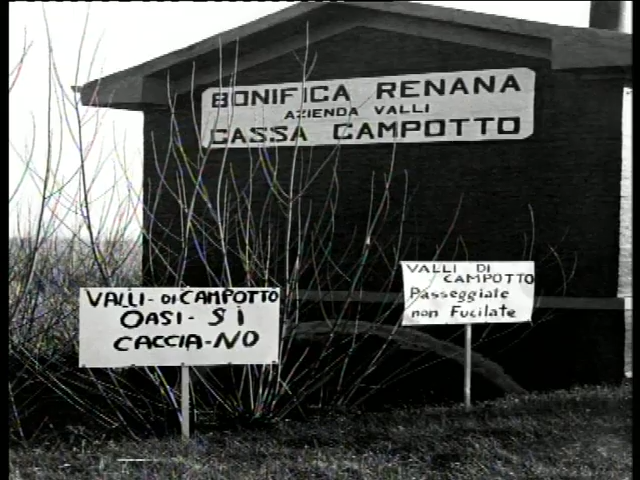 BONIFICA RENANA
AZIENDA VALLI
CASSA CAMPOTTO
VALLI-DI CAMPOTTO
OASI-SI
CACCIA-NO
VALLI DI
CAMPOTTO
Passeggiate
non Fucilate